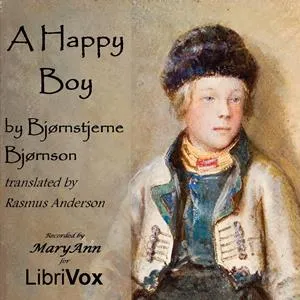 A Happy
Boy
by Bjørnstjerne
Bjørnson
translated by
Rasmus Anderson
Recorded by
MaryAnn
for
LibriVox